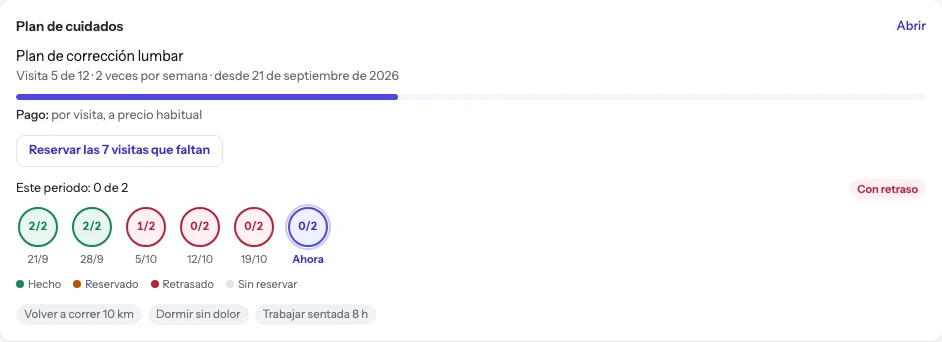 Plan de cuidados
Abrir
Plan de corrección lumbar
Visita 5 de 12 · 2 veces por semana · desde 21 de septiembre de 2026
Pago: por visita, a precio habitual
Reservar las 7 visitas que faltan
Este periodo: 0 de 2
Con retraso
2/2 2/2 1/2 0/2 0/2 0/2
21/9 28/9 5/10 12/10 19/10 Ahora
Hecho Reservado Retrasado Sin reservar
Volver a correr 10 km Dormir sin dolor Trabajar sentada 8 h